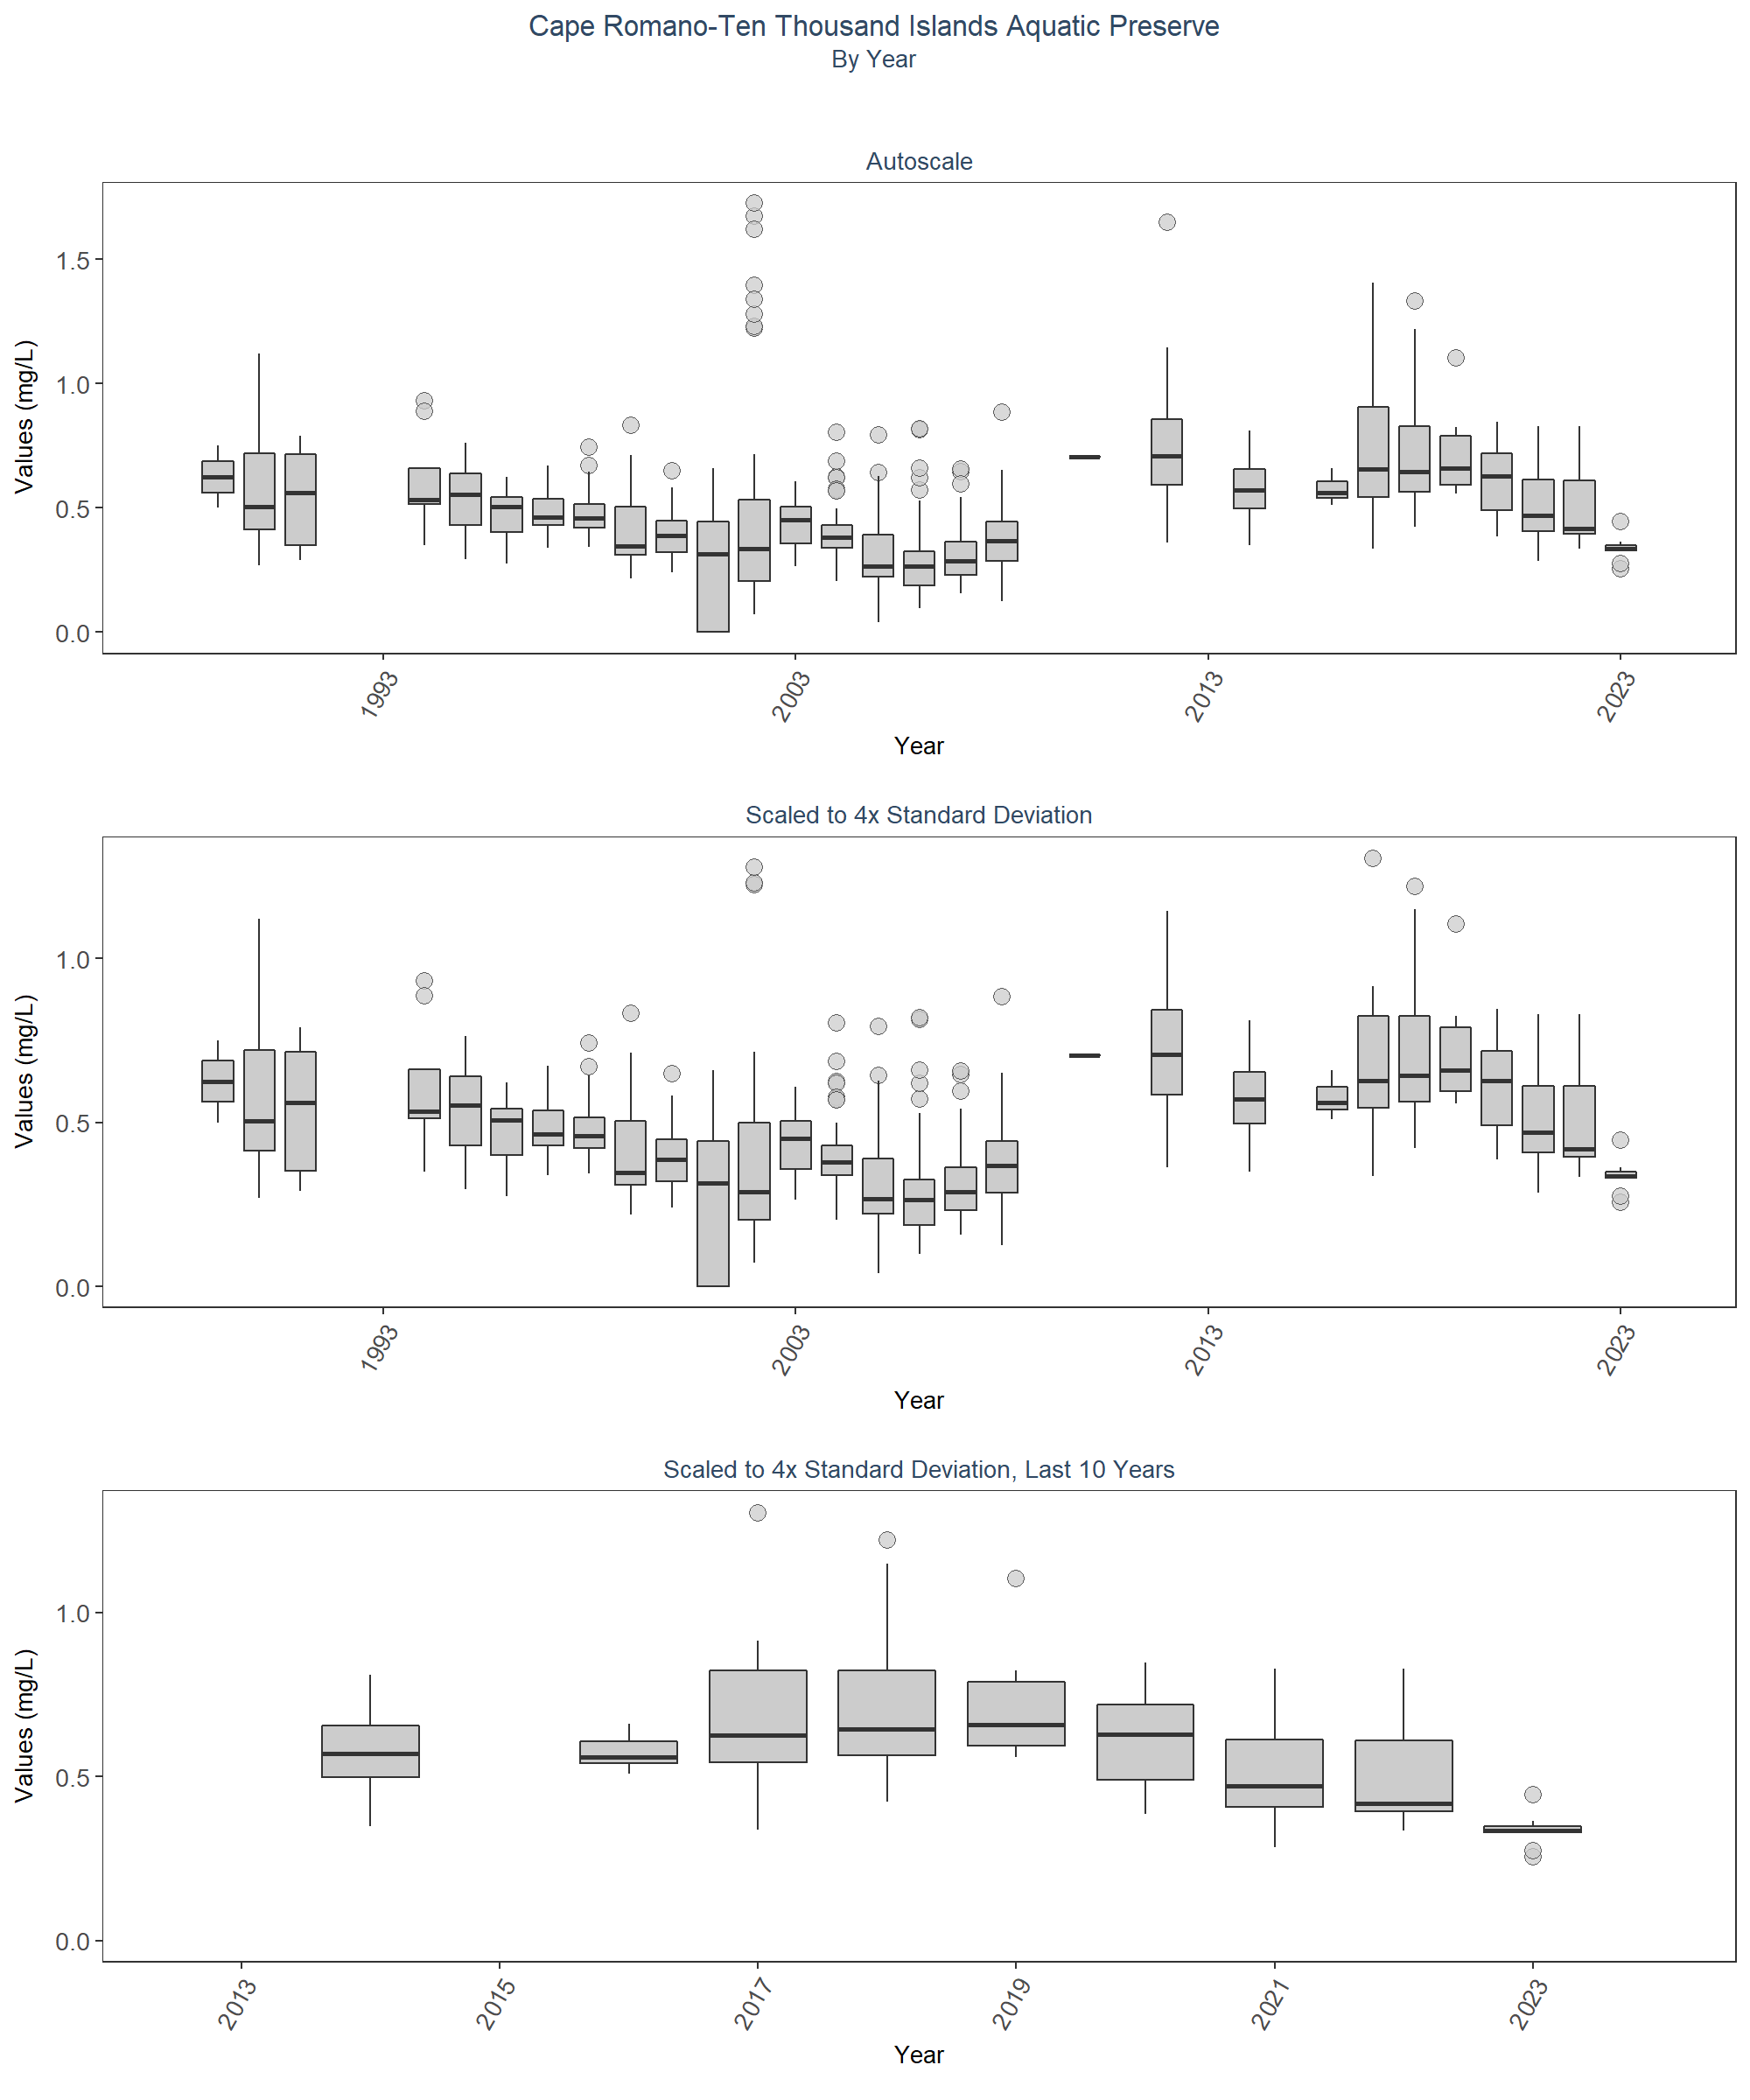 Cape Romano-Ten Thousand Islands Aquatic Preserve
By Year
Autoscale
Values (mg/L)
1.5
1.0
0.5
0.0
1993
2003
2013
2023
Year
Scaled to 4x Standard Deviation
Values (mg/L)
1.0
0.5
0.0
1993
2003
2013
2023
Year
Scaled to 4x Standard Deviation, Last 10 Years
Values (mg/L)
1.0
0.5
0.0
2013
2015
2017
2019
2021
2023
Year